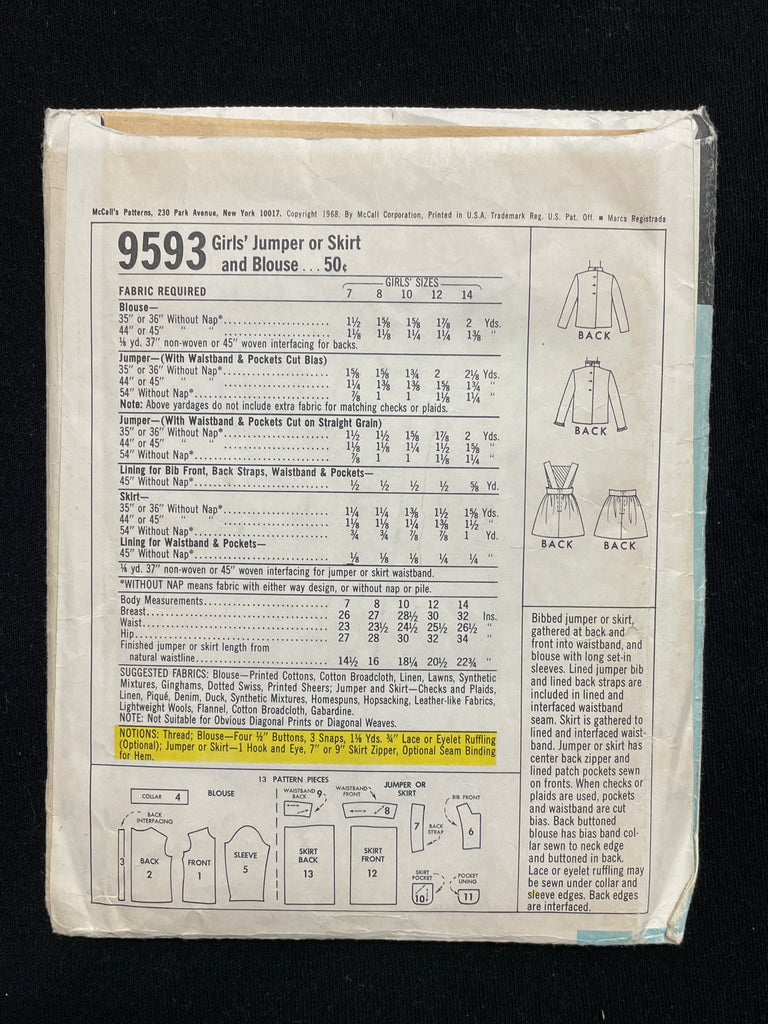 McCall's Patterns, 230 Park Avenue, New York 10017. Copyright 1968, By McCall Corporation, Printed in U.S.A. Trademark Reg. U.S. Pat. Off. ■ Marca Registrada
9593 Girls' Jumper or Skirt
and Blouse ... 50¢
GIRLS' SIZES
FABRIC REQUIRED 7 8 10 12 14
Blouse—
35" or 36" Without Nap* 1½ 1⅝ 1⅝ 1⅞ 2 Yds.
44" or 45" " " 1⅛ 1⅛ 1¼ 1¼ 1⅜ "
⅛ yd. 37" non-woven or 45" woven interfacing for backs.
Jumper—(With Waistband & Pockets Cut Bias)
35" or 36" Without Nap* 1⅝ 1⅝ 1¾ 2 2⅛ Yds.
44" or 45" " " 1¼ 1⅜ 1⅜ 1⅝ 1¾ "
54" Without Nap* ⅞ 1 1 1⅛ 1¼ "
Note: Above yardages do not include extra fabric for matching checks or plaids.
Jumper—(With Waistband & Pockets Cut on Straight Grain)
35" or 36" Without Nap* 1½ 1½ 1⅝ 1⅞ 2 Yds.
44" or 45" " " 1⅛ 1⅛ 1¼ 1½ 1⅝ "
54" Without Nap* ⅞ 1 1 1⅛ 1¼ "
Lining for Bib Front, Back Straps, Waistband & Pockets—
45" Without Nap* ½ ½ ½ ½ ⅝ Yd.
Skirt—
35" or 36" Without Nap* 1¼ 1¼ 1⅜ 1½ 1⅝ Yds.
44" or 45" " " 1⅛ 1⅛ 1¼ 1⅜ 1½ "
54" Without Nap* ¾ ¾ ⅞ ⅞ 1 Yd.
Lining for Waistband & Pockets—
45" Without Nap* ⅛ ⅛ ⅛ ¼ ¼ "
⅛ yd. 37" non-woven or 45" woven interfacing for jumper or skirt waistband.
*WITHOUT NAP means fabric with either way design, or without nap or pile.
Body Measurements 7 8 10 12 14
Breast 26 27 28½ 30 32 Ins.
Waist 23 23½ 24½ 25½ 26½ "
Hip 27 28 30 32 34 "
Finished jumper or skirt length from
natural waistline 14½ 16 18¼ 20½ 22¾ "
SUGGESTED FABRICS: Blouse—Printed Cottons, Cotton Broadcloth, Linen, Lawns, Synthetic
Mixtures, Ginghams, Dotted Swiss, Printed Sheers; Jumper and Skirt—Checks and Plaids,
Linen, Piqué, Denim, Duck, Synthetic Mixtures, Homespuns, Hopsacking, Leather-like Fabrics,
Lightweight Wools, Flannel, Cotton Broadcloth, Gabardine.
NOTE: Not Suitable for Obvious Diagonal Prints or Diagonal Weaves.
NOTIONS: Thread; Blouse—Four ½" Buttons, 3 Snaps, 1⅛ Yds. ¾" Lace or Eyelet Ruffling
(Optional); Jumper or Skirt—1 Hook and Eye, 7" or 9" Skirt Zipper, Optional Seam Binding
for Hem.
13 PATTERN PIECES
COLLAR 4
BLOUSE
BACK
INTERFACING
3
BACK
2
FRONT
1
SLEEVE
5
WAISTBAND
BACK 9
WAISTBAND
FRONT
8
JUMPER OR
SKIRT
SKIRT
BACK
13
SKIRT
FRONT
12
7
BACK
STRAP
BIB FRONT
6
SKIRT
POCKET
10
POCKET
LINING
11
BACK
BACK
BACK
BACK
Bibbed jumper or skirt,
gathered at back and
front into waistband, and
blouse with long set-in
sleeves. Lined jumper bib
and lined back straps are
included in lined and
interfaced waistband
seam. Skirt is gathered
to lined and interfaced waist-
band. Jumper or skirt has
center back zipper and
lined patch pockets sewn
on fronts. When checks or
plaids are used, pockets
and waistband are cut
bias. Back buttoned
blouse has bias band col-
lar sewn to neck edge
and buttoned in back.
Lace or eyelet ruffling may
be sewn under collar and
sleeve edges. Back edges
are interfaced.